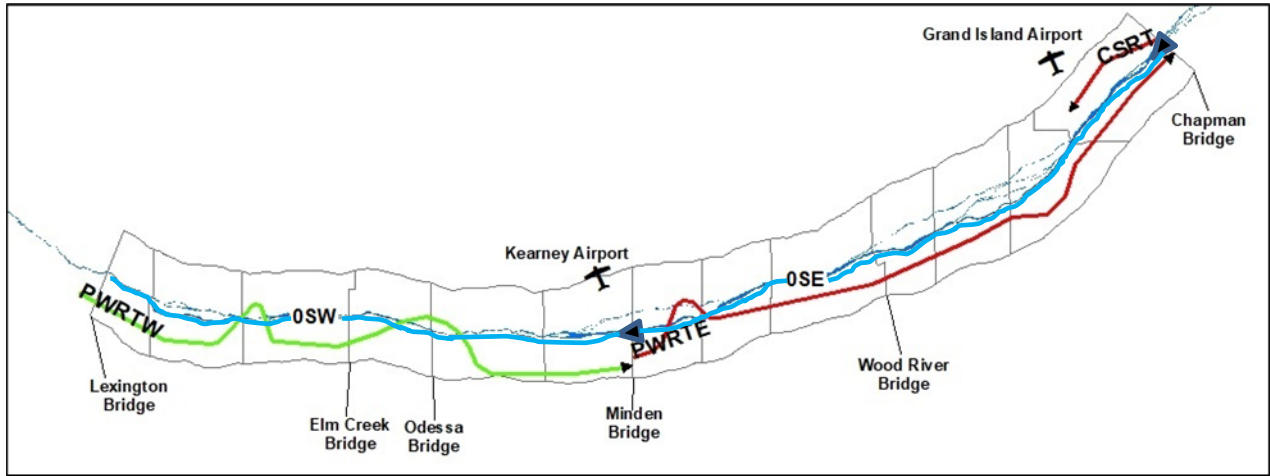 Grand Island Airport
CSRT
Chapman
Bridge
Kearney Airport
0SE
PWRTW
0SW
PWRTE
Wood River
Bridge
Lexington
Bridge
Elm Creek
Bridge
Odessa
Bridge
Minden
Bridge